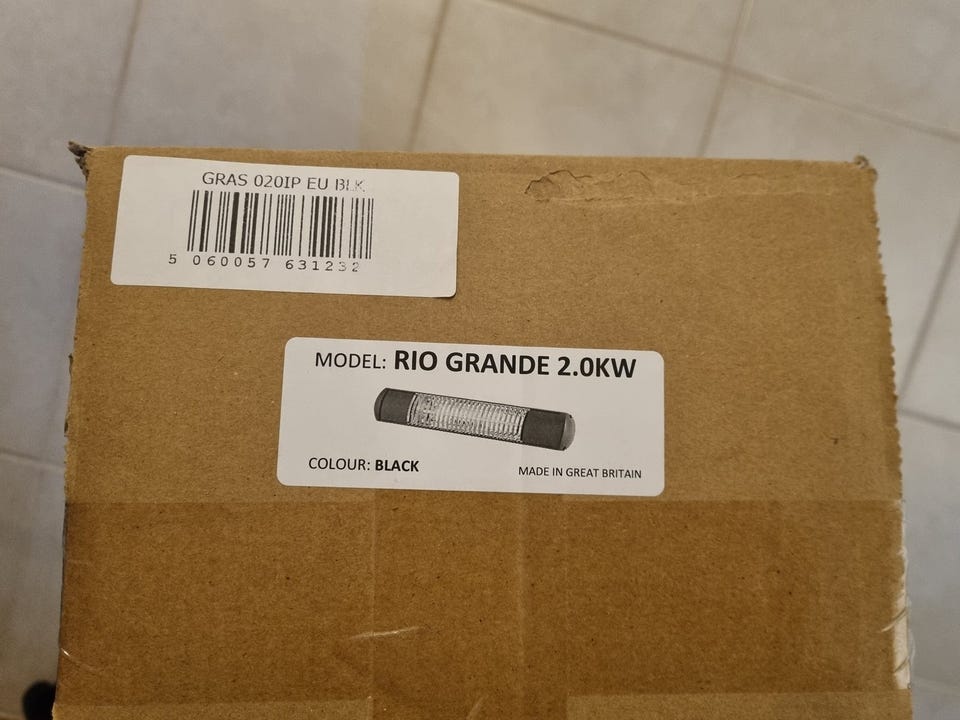 GRAS 020IP EU BLK
5 060057 631232
MODEL: RIO GRANDE 2.0KW
COLOUR: BLACK
MADE IN GREAT BRITAIN